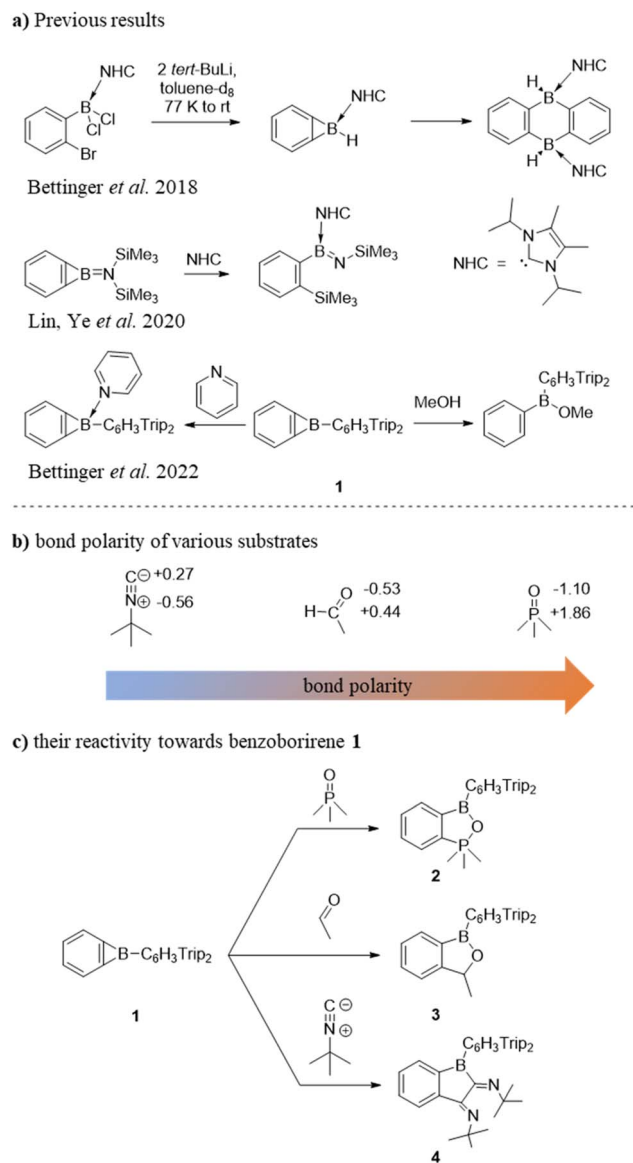 a) Previous results
NHC
B
Cl
Cl
Br
2 tert-BuLi,
toluene-d8
77 K to rt
NHC
B
H
H
NHC
B
B
H
NHC
Bettinger et al. 2018
B=N
SiMe3
SiMe3
NHC
NHC
B
N
SiMe3
SiMe3
NHC =
N
N
:
Lin, Ye et al. 2020
N
B–C6H3Trip2
N
B–C6H3Trip2
MeOH
C6H3Trip2
B
OMe
Bettinger et al. 2022
1
b) bond polarity of various substrates
C⊖ +0.27
N⊕ -0.56
O -0.53
H–C +0.44
O -1.10
P +1.86
bond polarity
c) their reactivity towards benzoborirene 1
O
P
C6H3Trip2
B
O
P
2
B–C6H3Trip2
1
O
C6H3Trip2
B
O
3
C ⊖
N ⊕
C6H3Trip2
B
N
N
4